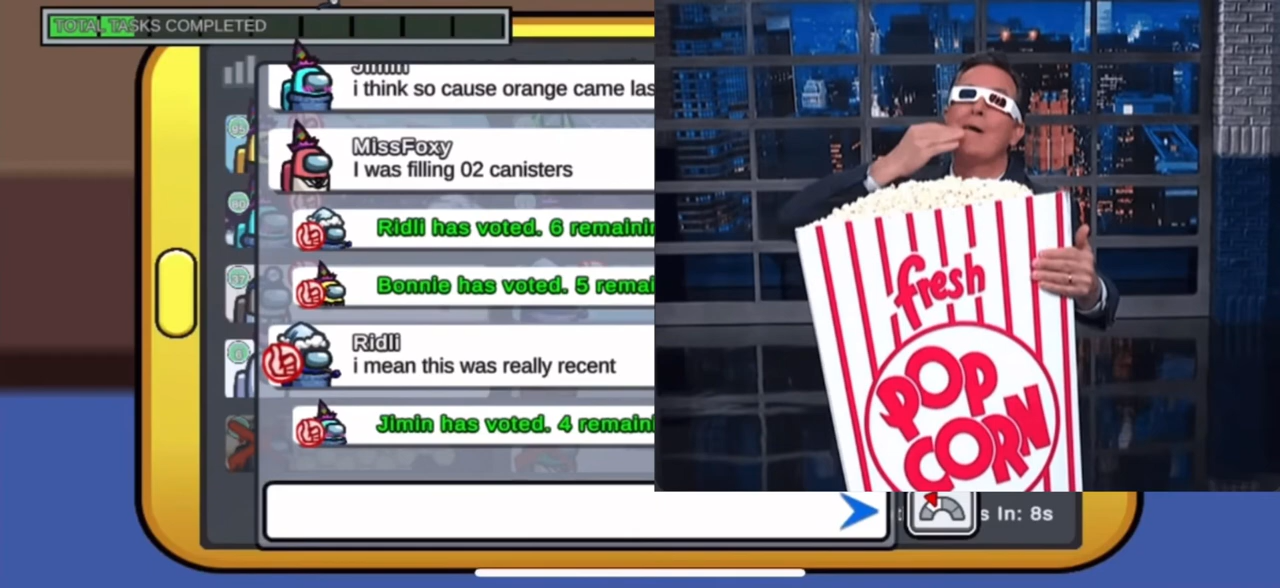 TOTAL TASKS COMPLETED
Jimin
i think so cause orange came las
MissFoxy
I was filling 02 canisters
Ridli has voted. 6 remainin
Bonnie has voted. 5 remai
Ridli
i mean this was really recent
Jimin has voted. 4 remaini
s In: 8s
fresh
POP
CORN